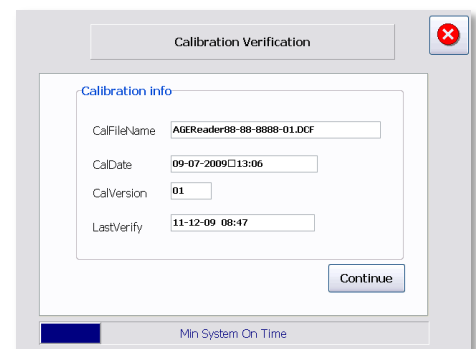 Calibration Verification
Calibration info
CalFileName AGEReader88-88-8888-01.DCF
CalDate 09-07-2009□13:06
CalVersion 01
LastVerify 11-12-09 08:47
Continue
Min System On Time